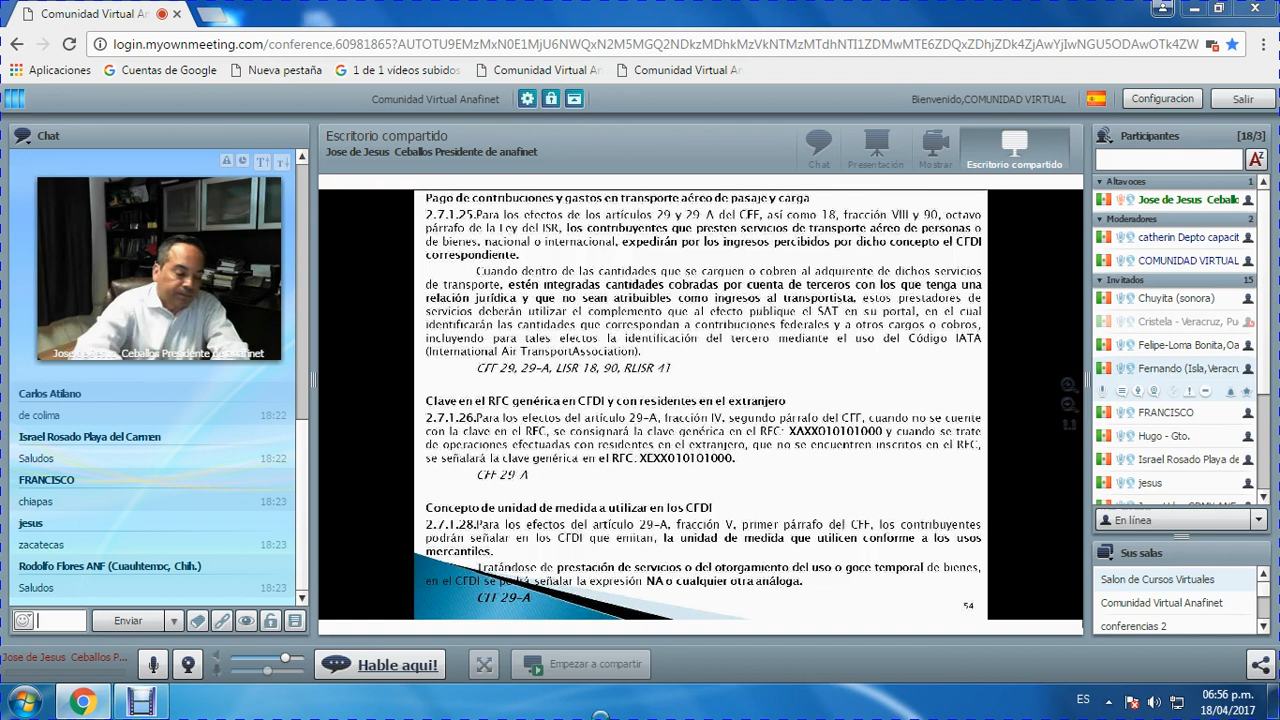 Comunidad Virtual Anaf
login.myownmeeting.com/conference.60981865?AUTOTU9EMzMxN0E1MjU6NWQxN2M5MGQ2NDkzMDhkMzVkNTMzMTdhNTI1ZDMwMTE6ZDQxZDhjZDk4ZjAwYjIwNGU5ODAwOTk4ZW
Aplicaciones
Cuentas de Google
Nueva pestaña
1 de 1 vídeos subidos
Comunidad Virtual An
Comunidad Virtual An
Comunidad Virtual Anafinet
Bienvenido,COMUNIDAD VIRTUAL
Configuracion
Salir
Chat
Jose de Jesus Ceballos Presidente de anafinet
Carlos Atilano
de colima 18:22
Israel Rosado Playa del Carmen
Saludos 18:22
FRANCISCO
chiapas 18:23
jesus
zacatecas 18:23
Rodolfo Flores ANF (Cuauhtemoc, Chih.)
Saludos 18:23
Enviar
Escritorio compartido
Jose de Jesus Ceballos Presidente de anafinet
Chat
Presentación
Mostrar
Escritorio compartido
Pago de contribuciones y gastos en transporte aéreo de pasaje y carga
2.7.1.25.Para los efectos de los artículos 29 y 29-A del CFF, así como 18, fracción VIII y 90, octavo
párrafo de la Ley del ISR, los contribuyentes que presten servicios de transporte aéreo de personas o
de bienes, nacional o internacional, expedirán por los ingresos percibidos por dicho concepto el CFDI
correspondiente.
Cuando dentro de las cantidades que se carguen o cobren al adquirente de dichos servicios
de transporte, estén integradas cantidades cobradas por cuenta de terceros con los que tenga una
relación jurídica y que no sean atribuibles como ingresos al transportista, estos prestadores de
servicios deberán utilizar el complemento que al efecto publique el SAT en su portal, en el cual
identificarán las cantidades que correspondan a contribuciones federales y a otros cargos o cobros,
incluyendo para tales efectos la identificación del tercero mediante el uso del Código IATA
(International Air TransportAssociation).
CFF 29, 29-A, LISR 18, 90, RLISR 41
Clave en el RFC genérica en CFDI y con residentes en el extranjero
2.7.1.26.Para los efectos del artículo 29-A, fracción IV, segundo párrafo del CFF, cuando no se cuente
con la clave en el RFC, se consignará la clave genérica en el RFC: XAXX010101000 y cuando se trate
de operaciones efectuadas con residentes en el extranjero, que no se encuentren inscritos en el RFC,
se señalará la clave genérica en el RFC: XEXX010101000.
CFF 29-A
Concepto de unidad de medida a utilizar en los CFDI
2.7.1.28.Para los efectos del artículo 29-A, fracción V, primer párrafo del CFF, los contribuyentes
podrán señalar en los CFDI que emitan, la unidad de medida que utilicen conforme a los usos
mercantiles.
Tratándose de prestación de servicios o del otorgamiento del uso o goce temporal de bienes,
en el CFDI se podrá señalar la expresión NA o cualquier otra análoga.
CFF 29-A
54
1:1
Participantes [18/3]
Altavoces 1
Jose de Jesus Ceballo
Moderadores 2
catherin Depto capacit
COMUNIDAD VIRTUAL
Invitados 15
Chuyita (sonora)
Cristela - Veracruz, Pu
Felipe-Loma Bonita,Oa
Fernando (Isla,Veracr
FRANCISCO
Hugo - Gto.
Israel Rosado Playa de
jesus
En línea
Sus salas
Salon de Cursos Virtuales
Comunidad Virtual Anafinet
conferencias 2
Jose de Jesus Ceballos P...
Hable aqui!
Empezar a compartir
ES
06:56 p.m.
18/04/2017